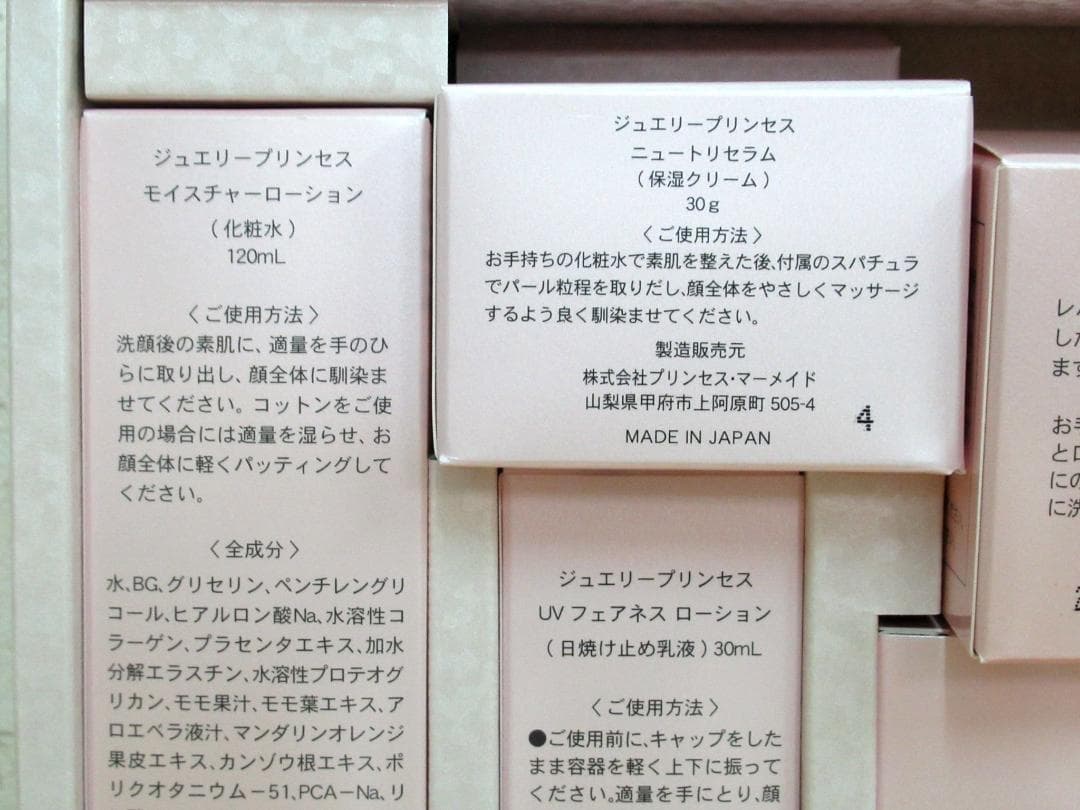 ジュエリープリンセス
モイスチャーローション
（化粧水）
120mL
〈ご使用方法〉
洗顔後の素肌に、適量を手のひ
らに取り出し、顔全体に馴染ま
せてください。コットンをご使
用の場合には適量を湿らせ、お
顔全体に軽くパッティングして
ください。
〈全成分〉
水、BG、グリセリン、ペンチレングリ
コール、ヒアルロン酸Na、水溶性コ
ラーゲン、プラセンタエキス、加水
分解エラスチン、水溶性プロテオグ
リカン、モモ果汁、モモ葉エキス、ア
ロエベラ液汁、マンダリンオレンジ
果皮エキス、カンゾウ根エキス、ポ
リクオタニウム－51、PCA－Na、リ
ジュエリープリンセス
ニュートリセラム
（保湿クリーム）
30g
〈ご使用方法〉
お手持ちの化粧水で素肌を整えた後、付属のスパチュラ
でパール粒程を取りだし、顔全体をやさしくマッサージ
するよう良く馴染ませてください。
製造販売元
株式会社プリンセス・マーメイド
山梨県甲府市上阿原町 505-4
MADE IN JAPAN
4
ジュエリープリンセス
UV フェアネス ローション
（日焼け止め乳液）30mL
〈ご使用方法〉
●ご使用前に、キャップをした
まま容器を軽く上下に振って
ください。適量を手にとり、顔
した
ます
お手
にの
に洗